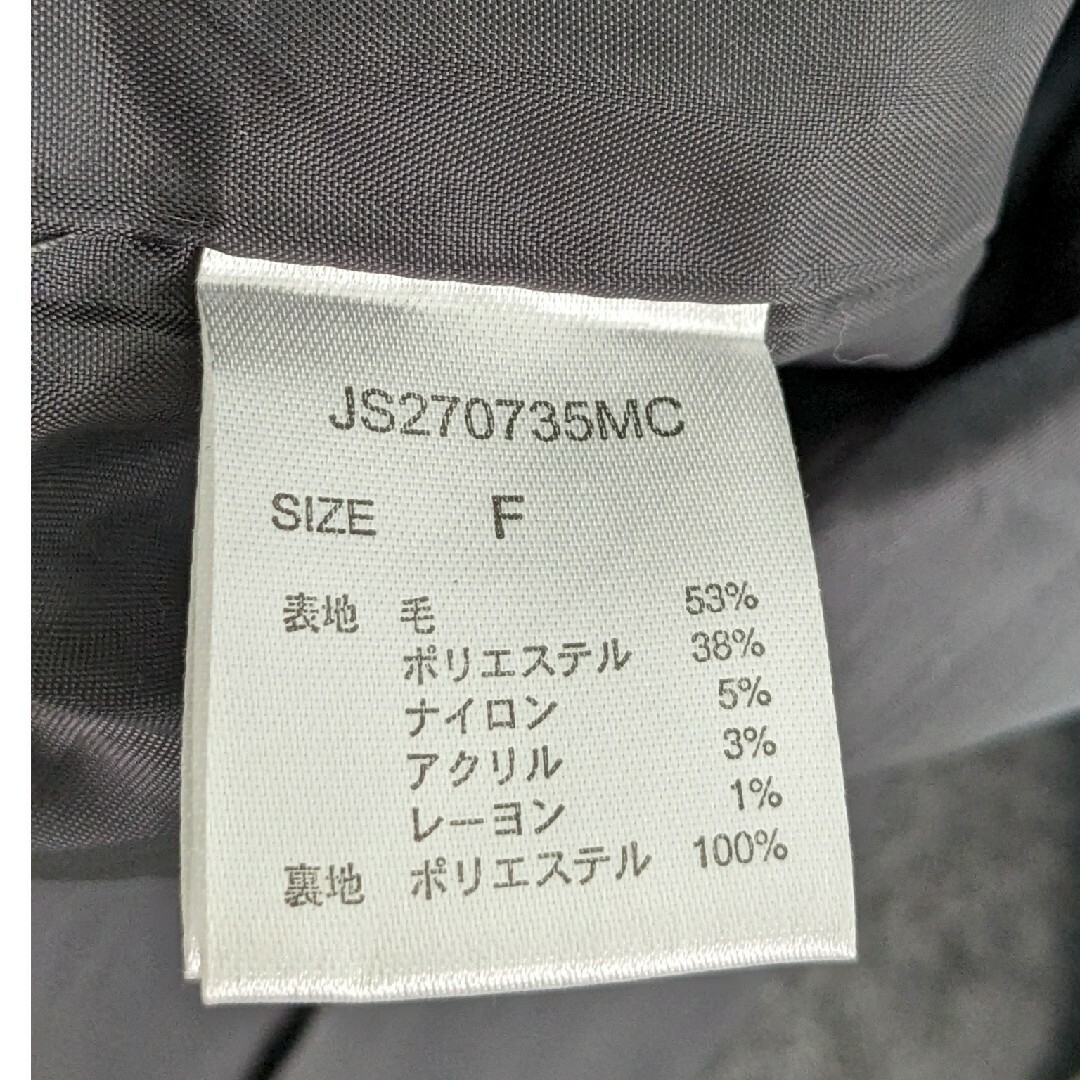 JS270735MC
SIZE F
表地 毛 53%
ポリエステル 38%
ナイロン 5%
アクリル 3%
レーヨン 1%
裏地 ポリエステル 100%